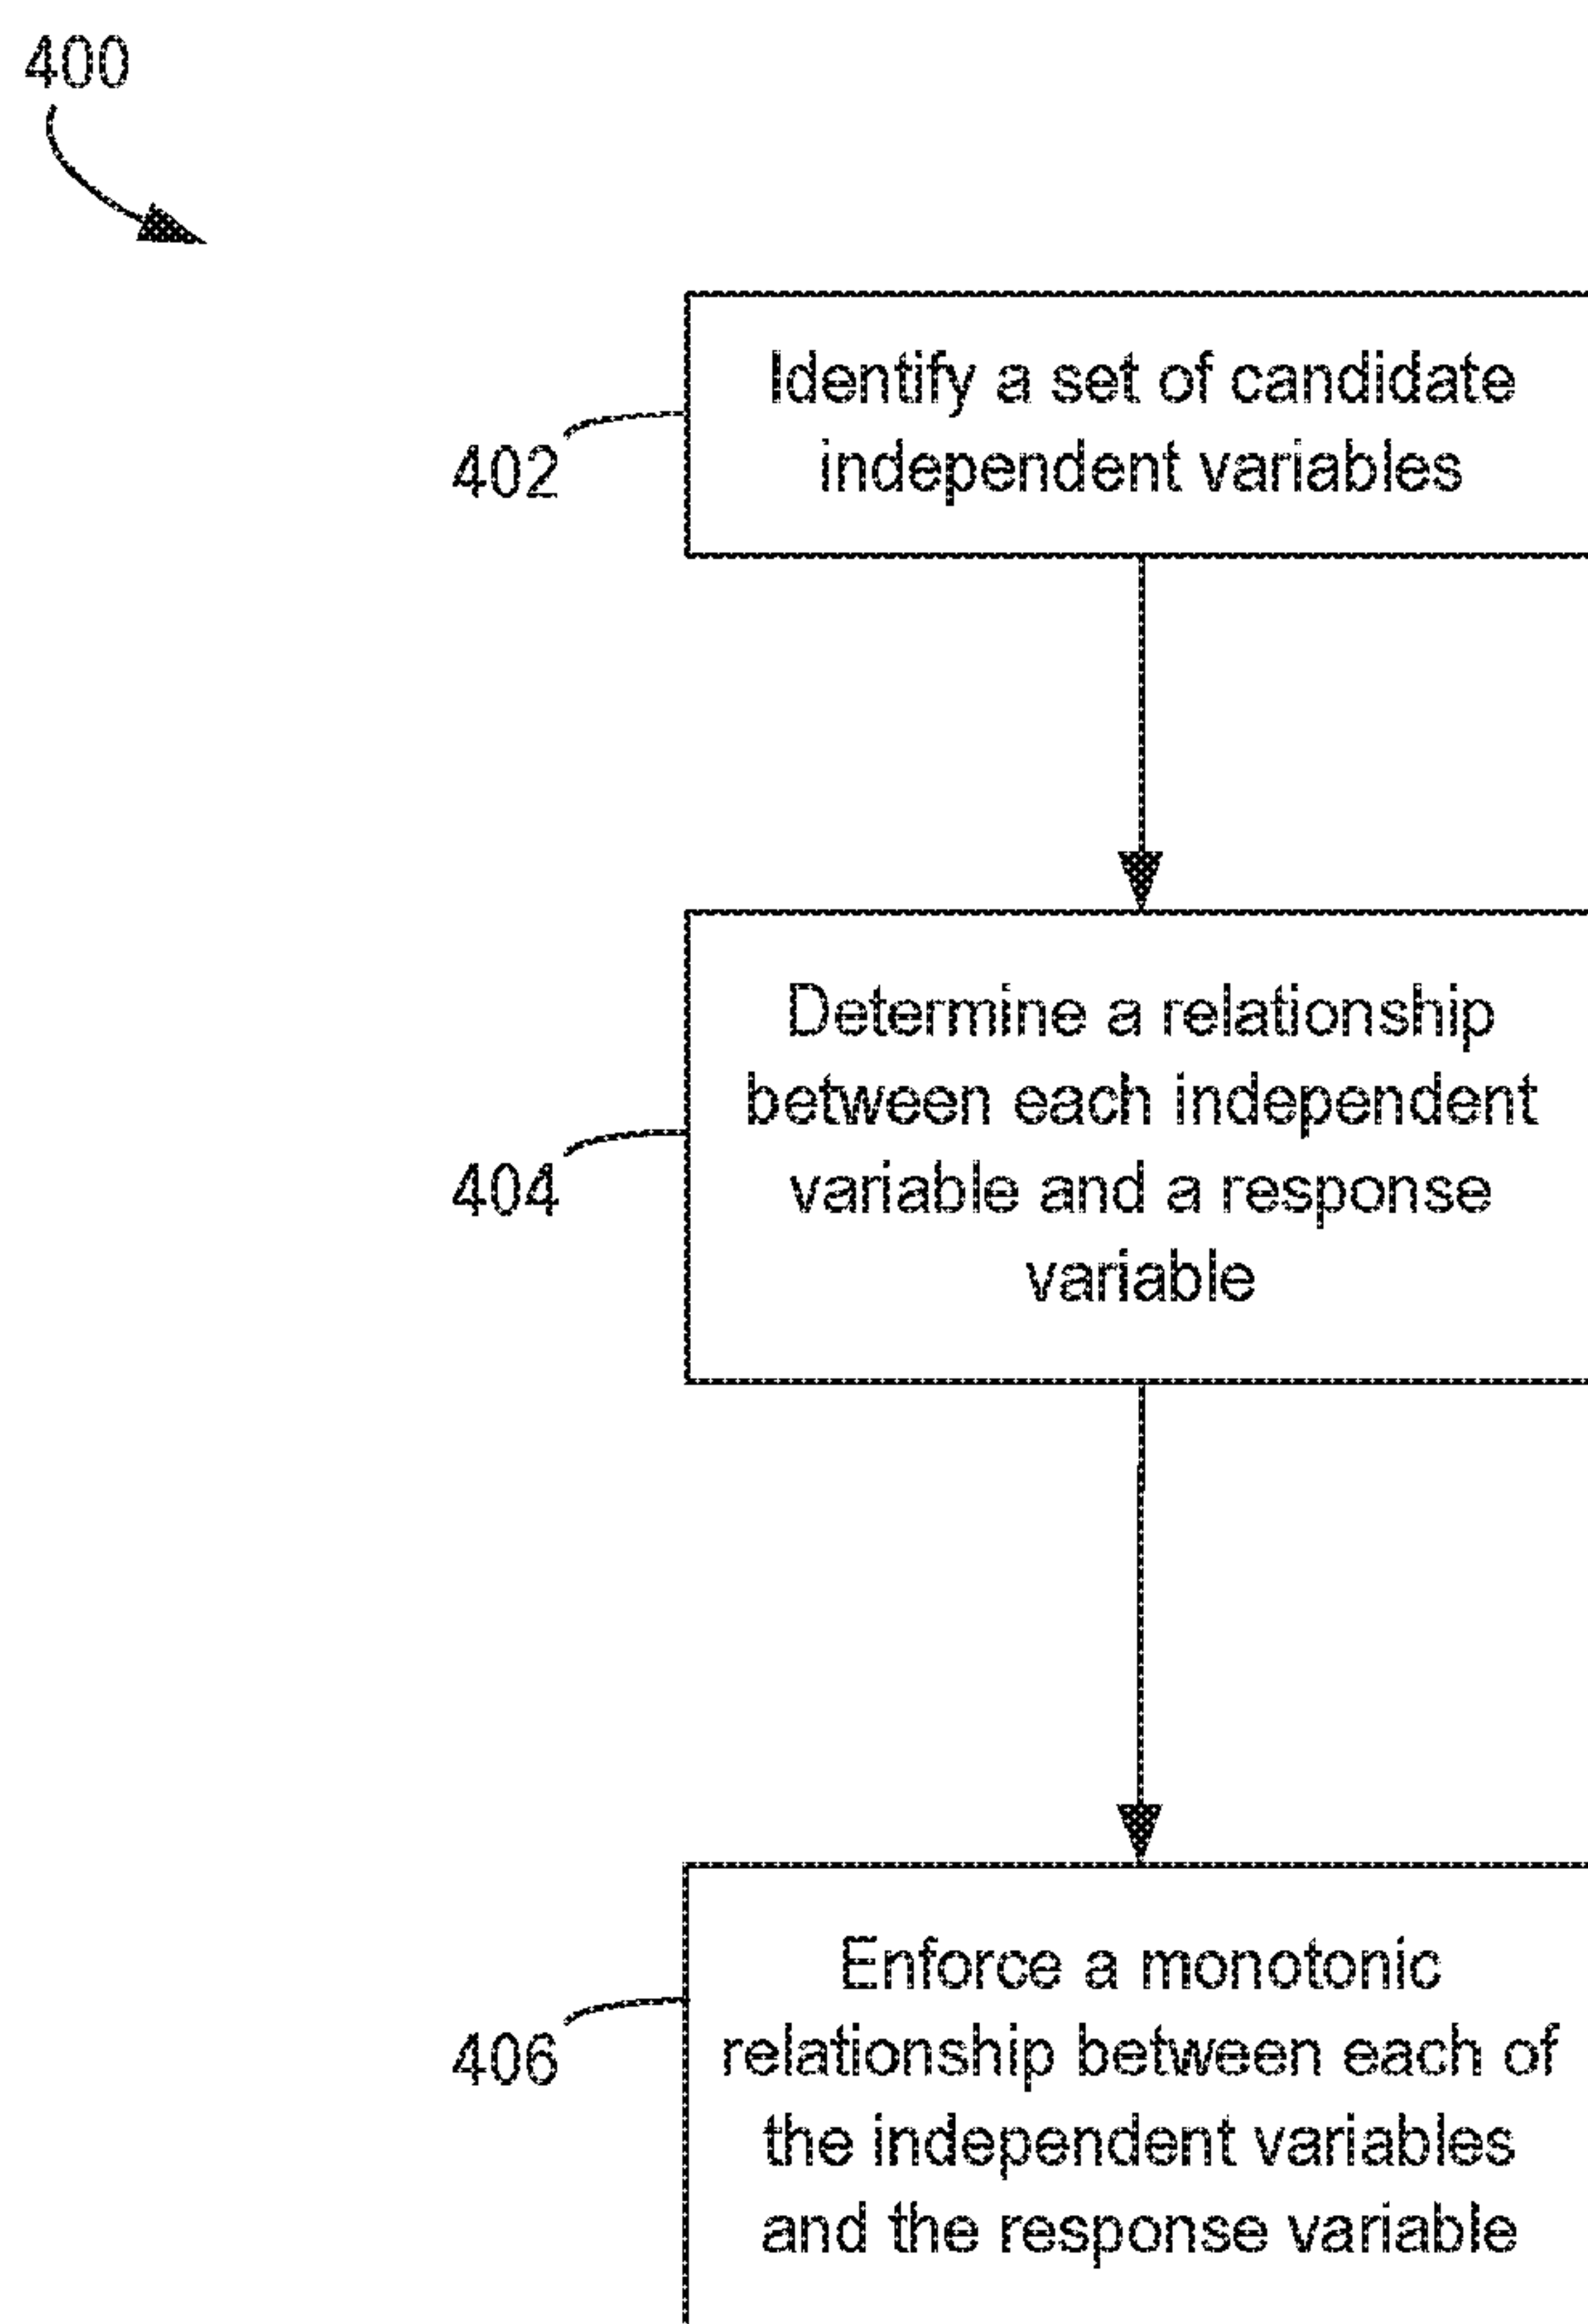 400
Identify a set of candidate
independent variables
402
Determine a relationship
between each independent
variable and a response
variable
404
Enforce a monotonic
relationship between each of
the independent variables
and the response variable
406